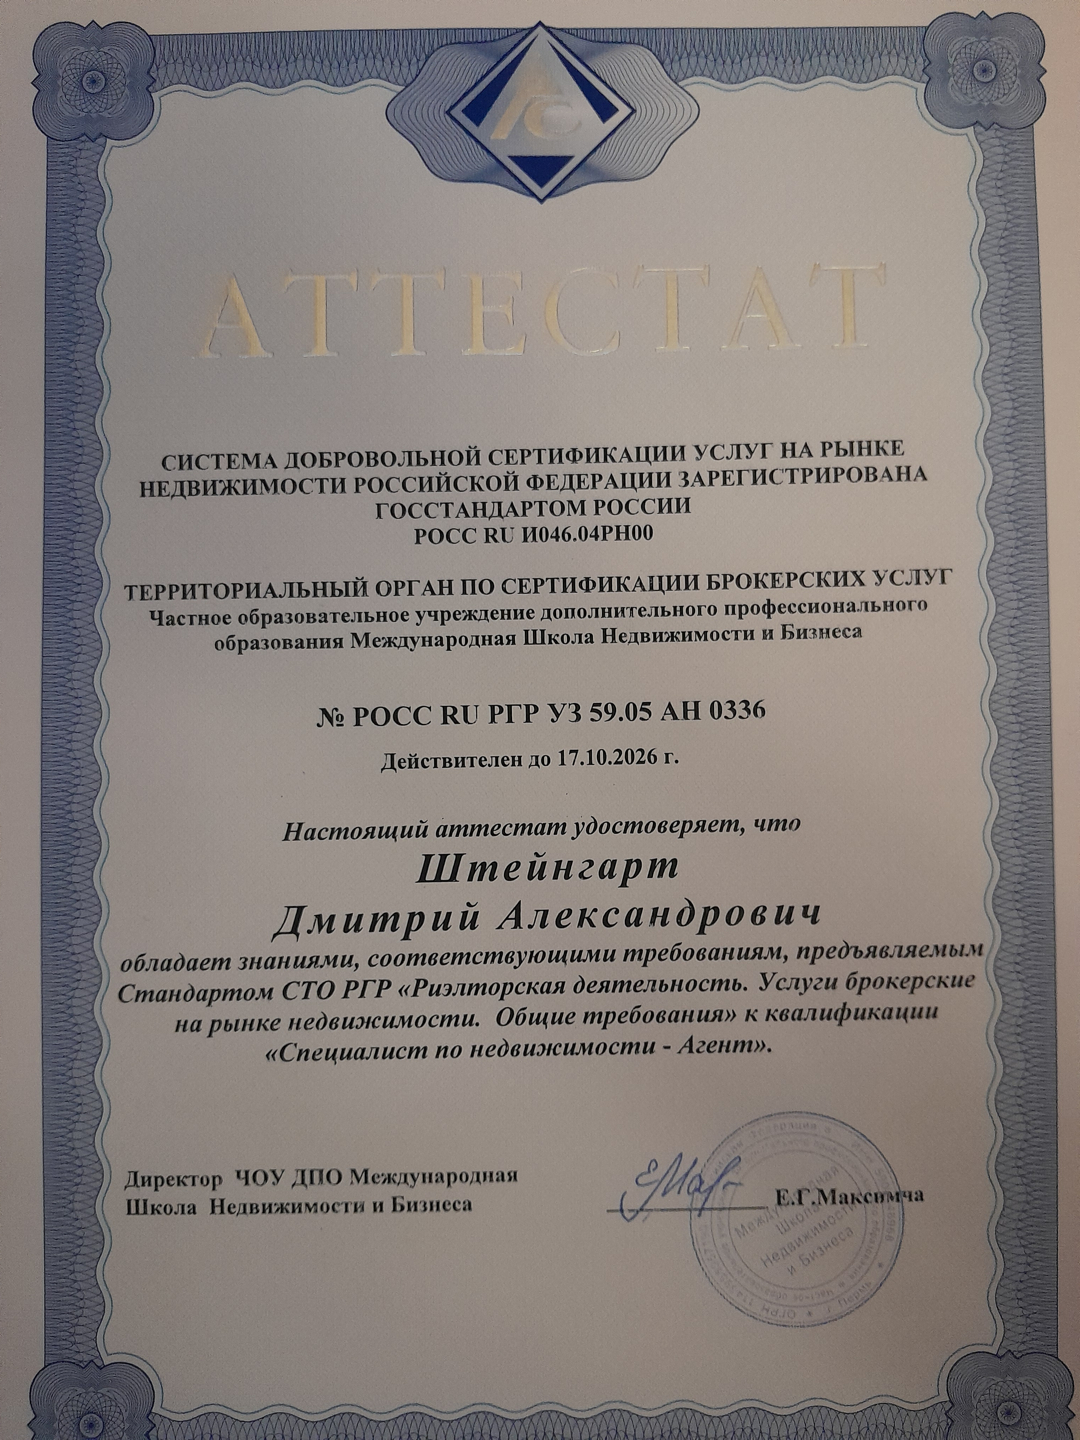 АТТЕСТАТ
СИСТЕМА ДОБРОВОЛЬНОЙ СЕРТИФИКАЦИИ УСЛУГ НА РЫНКЕ
НЕДВИЖИМОСТИ РОССИЙСКОЙ ФЕДЕРАЦИИ ЗАРЕГИСТРИРОВАНА
ГОССТАНДАРТОМ РОССИИ
РОСС RU И046.04РН00
ТЕРРИТОРИАЛЬНЫЙ ОРГАН ПО СЕРТИФИКАЦИИ БРОКЕРСКИХ УСЛУГ
Частное образовательное учреждение дополнительного профессионального
образования Международная Школа Недвижимости и Бизнеса
№ РОСС RU РГР УЗ 59.05 АН 0336
Действителен до 17.10.2026 г.
Настоящий аттестат удостоверяет, что
Штейнгарт
Дмитрий Александрович
обладает знаниями, соответствующими требованиям, предъявляемым
Стандартом СТО РГР «Риэлторская деятельность. Услуги брокерские
на рынке недвижимости. Общие требования» к квалификации
«Специалист по недвижимости - Агент».
Директор ЧОУ ДПО Международная
Школа Недвижимости и Бизнеса
Е.Г.Максимча
Международная
Школа
Недвижимости
и Бизнеса